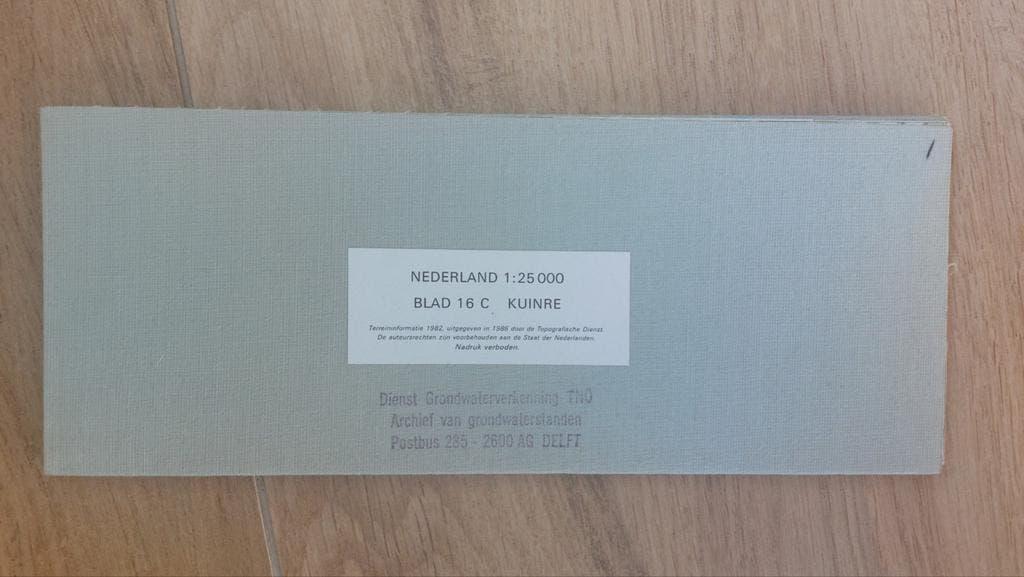 NEDERLAND 1:25 000
BLAD 16 C KUINRE
Terreininformatie 1982, uitgegeven in 1986 door de Topografische Dienst.
De auteursrechten zijn voorbehouden aan de Staat der Nederlanden.
Nadruk verboden.
Dienst Grondwaterverkenning TNO
Archief van grondwaterstanden
Postbus 285 - 2600 AG DELFT